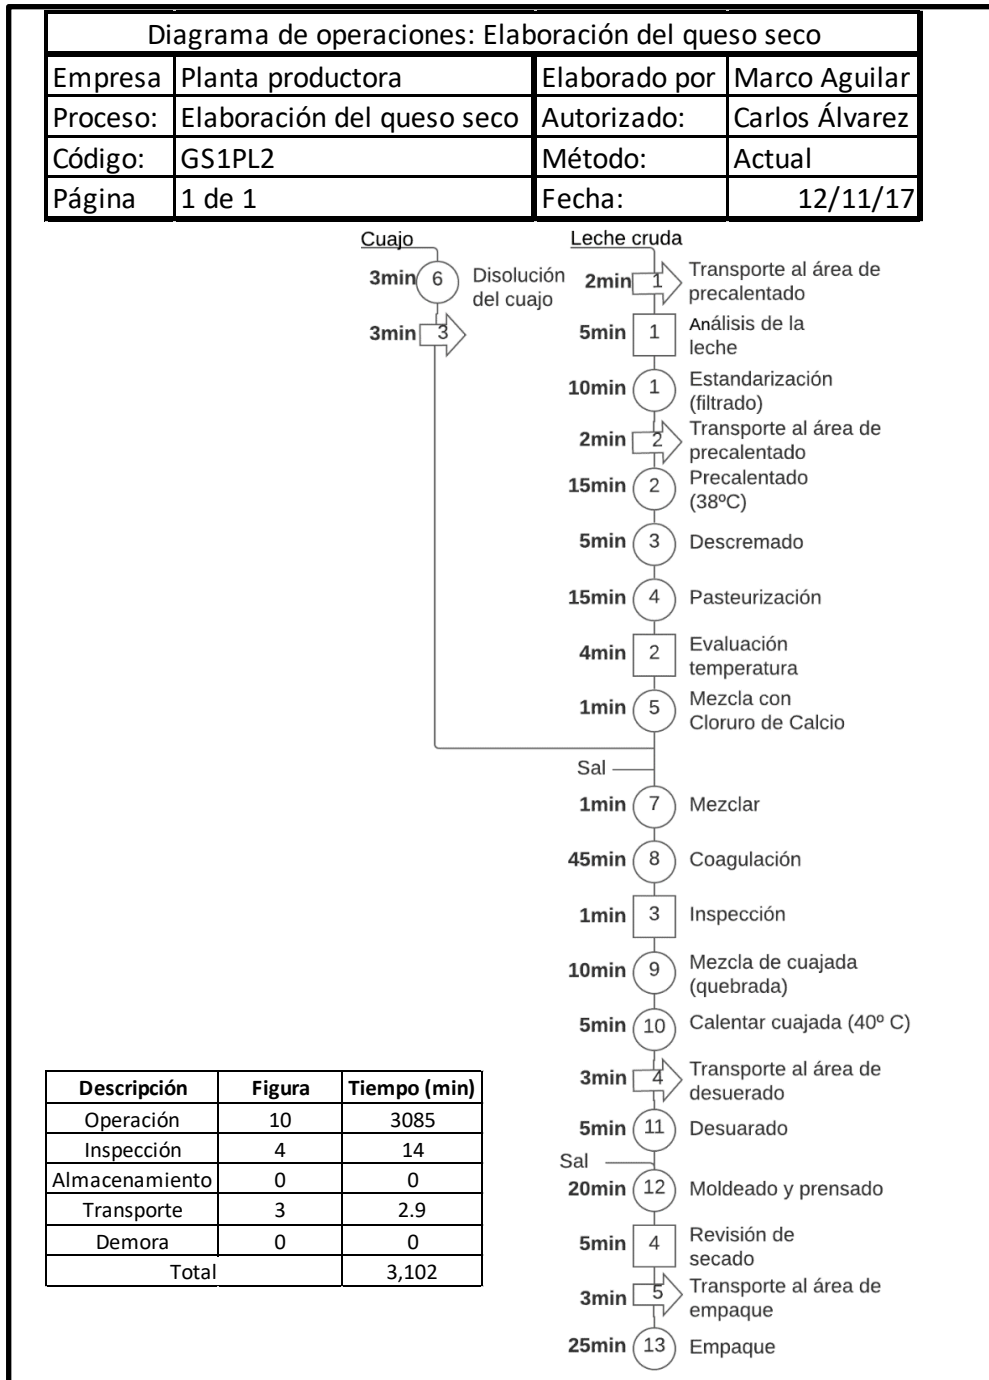 Diagrama de operaciones: Elaboración del queso seco
Empresa Planta productora Elaborado por Marco Aguilar
Proceso: Elaboración del queso seco Autorizado: Carlos Álvarez
Código: GS1PL2 Método: Actual
Página 1 de 1 Fecha: 12/11/17
Cuajo
3min 6 Disolución
del cuajo
3min 3
Leche cruda
2min 1 Transporte al área de
precalentado
5min 1 Análisis de la
leche
10min 1 Estandarización
(filtrado)
2min 2 Transporte al área de
precalentado
15min 2 Precalentado
(38ºC)
5min 3 Descremado
15min 4 Pasteurización
4min 2 Evaluación
temperatura
1min 5 Mezcla con
Cloruro de Calcio
Sal
1min 7 Mezclar
45min 8 Coagulación
1min 3 Inspección
10min 9 Mezcla de cuajada
(quebrada)
5min 10 Calentar cuajada (40º C)
3min 4 Transporte al área de
desuerado
5min 11 Desuarado
Sal
20min 12 Moldeado y prensado
5min 4 Revisión de
secado
3min 5 Transporte al área de
empaque
25min 13 Empaque
Descripción Figura Tiempo (min)
Operación 10 3085
Inspección 4 14
Almacenamiento 0 0
Transporte 3 2.9
Demora 0 0
Total 3,102